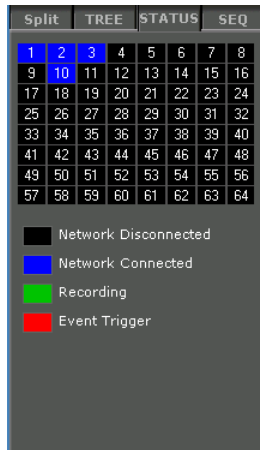 Split TREE STATUS SEQ
1 2 3 4 5 6 7 8
9 10 11 12 13 14 15 16
17 18 19 20 21 22 23 24
25 26 27 28 29 30 31 32
33 34 35 36 37 38 39 40
41 42 43 44 45 46 47 48
49 50 51 52 53 54 55 56
57 58 59 60 61 62 63 64
Network Disconnected
Network Connected
Recording
Event Trigger